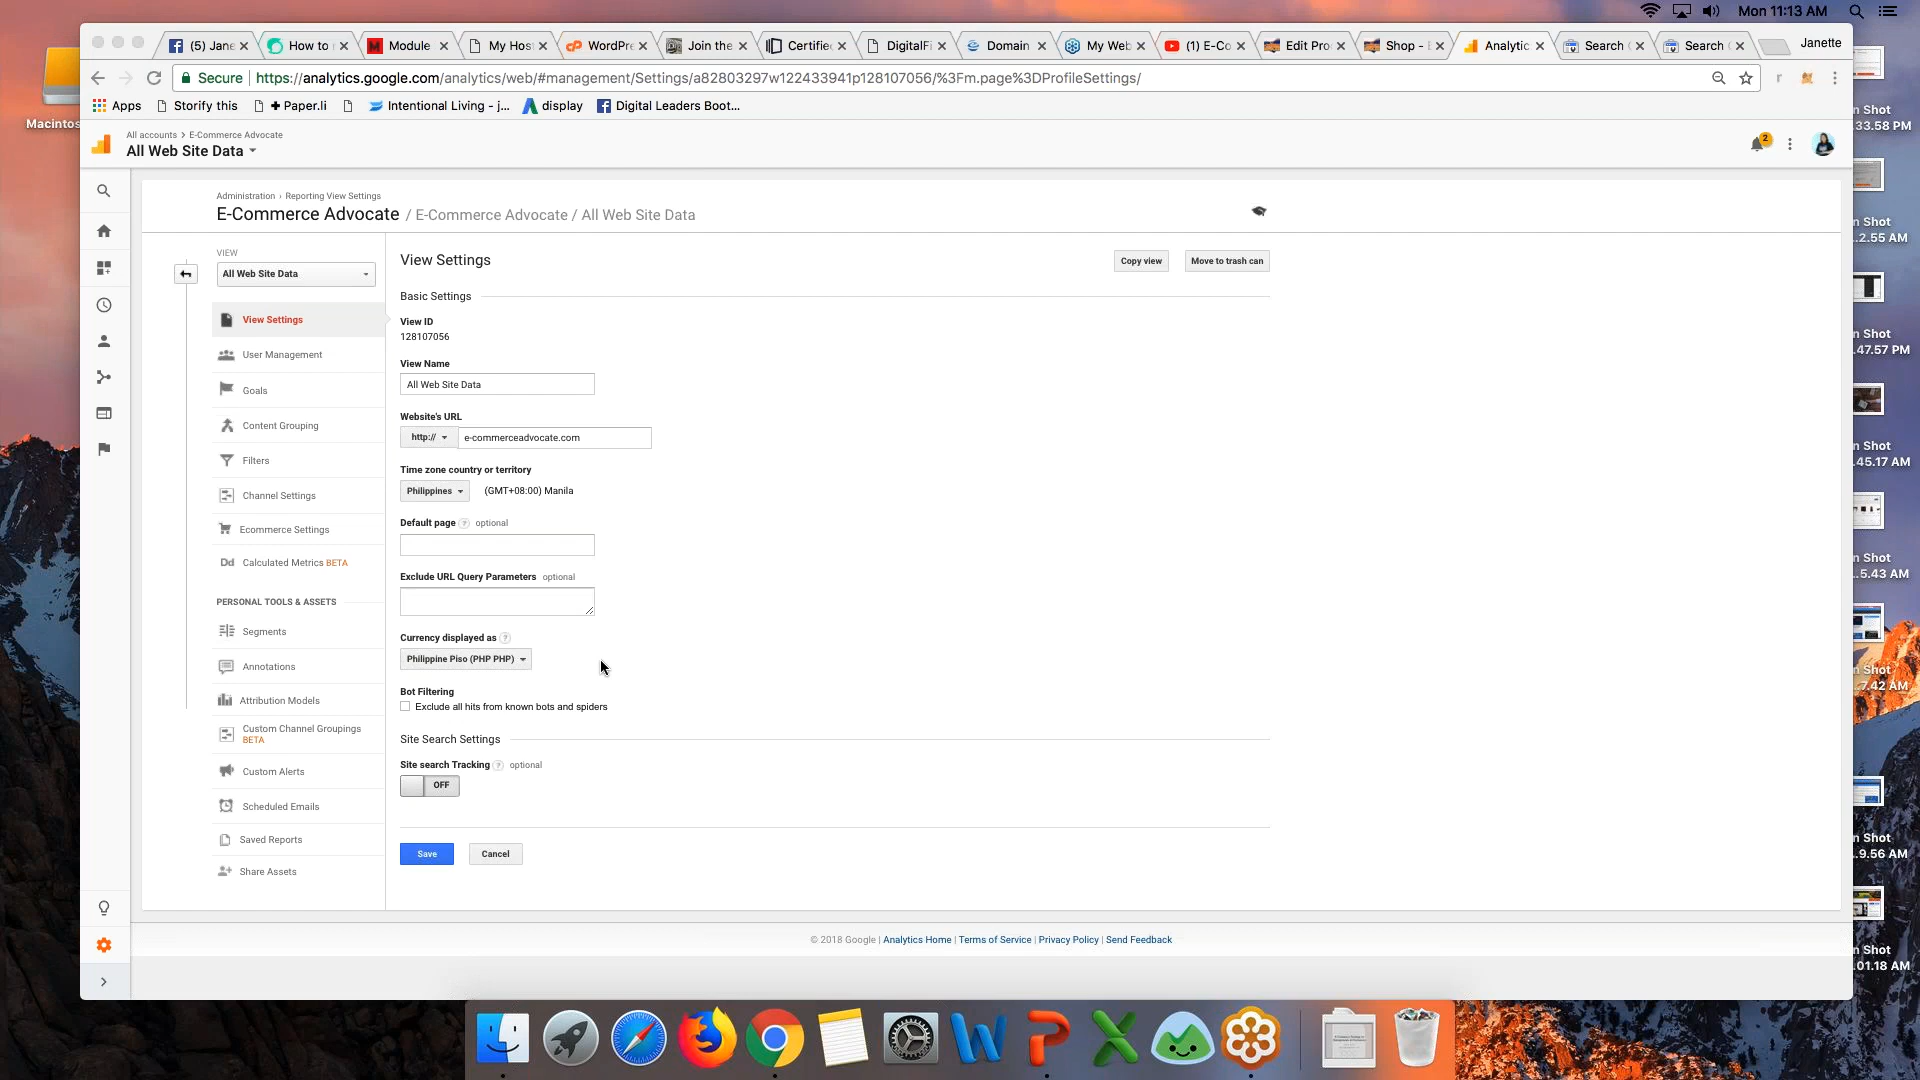 Mon 11:13 AM
(5) Jane
How to
Module
My Hos
WordPre
Join the
Certified
DigitalFi
Domain
My Web
(1) E-Co
Edit Pro
Shop -
Analytic
Search
Search
Janette
Secure
https://analytics.google.com/analytics/web/#management/Settings/a82803297w122433941p128107056/%3Fm.page%3DProfileSettings/
Apps
Storify this
+ Paper.li
Intentional Living - j...
display
Digital Leaders Boot...
Macintos
All accounts > E-Commerce Advocate
All Web Site Data
2
Administration › Reporting View Settings
E-Commerce Advocate / E-Commerce Advocate / All Web Site Data
VIEW
All Web Site Data
View Settings
User Management
Goals
Content Grouping
Filters
Channel Settings
Ecommerce Settings
Dd Calculated Metrics BETA
PERSONAL TOOLS & ASSETS
Segments
Annotations
Attribution Models
Custom Channel Groupings
BETA
Custom Alerts
Scheduled Emails
Saved Reports
Share Assets
View Settings
Copy view
Move to trash can
Basic Settings
View ID
128107056
View Name
All Web Site Data
Website's URL
http://
e-commerceadvocate.com
Time zone country or territory
Philippines
(GMT+08:00) Manila
Default page ? optional
Exclude URL Query Parameters optional
Currency displayed as ?
Philippine Piso (PHP PHP)
Bot Filtering
Exclude all hits from known bots and spiders
Site Search Settings
Site search Tracking ? optional
OFF
Save
Cancel
© 2018 Google | Analytics Home | Terms of Service | Privacy Policy | Send Feedback
n Shot
.33.58 PM
n Shot
..2.55 AM
n Shot
.47.57 PM
n Shot
.45.17 AM
n Shot
..5.43 AM
n Shot
..7.42 AM
n Shot
..9.56 AM
n Shot
.01.18 AM